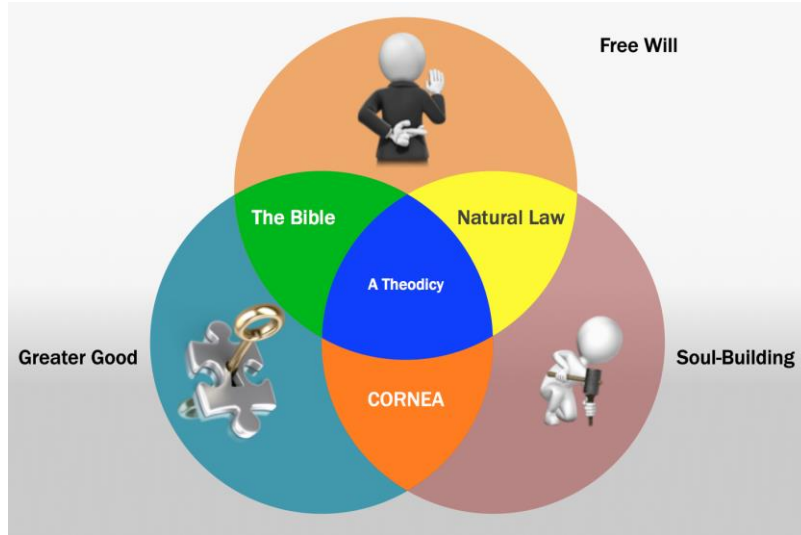 Free Will
The Bible
Natural Law
A Theodicy
Greater Good
Soul-Building
CORNEA